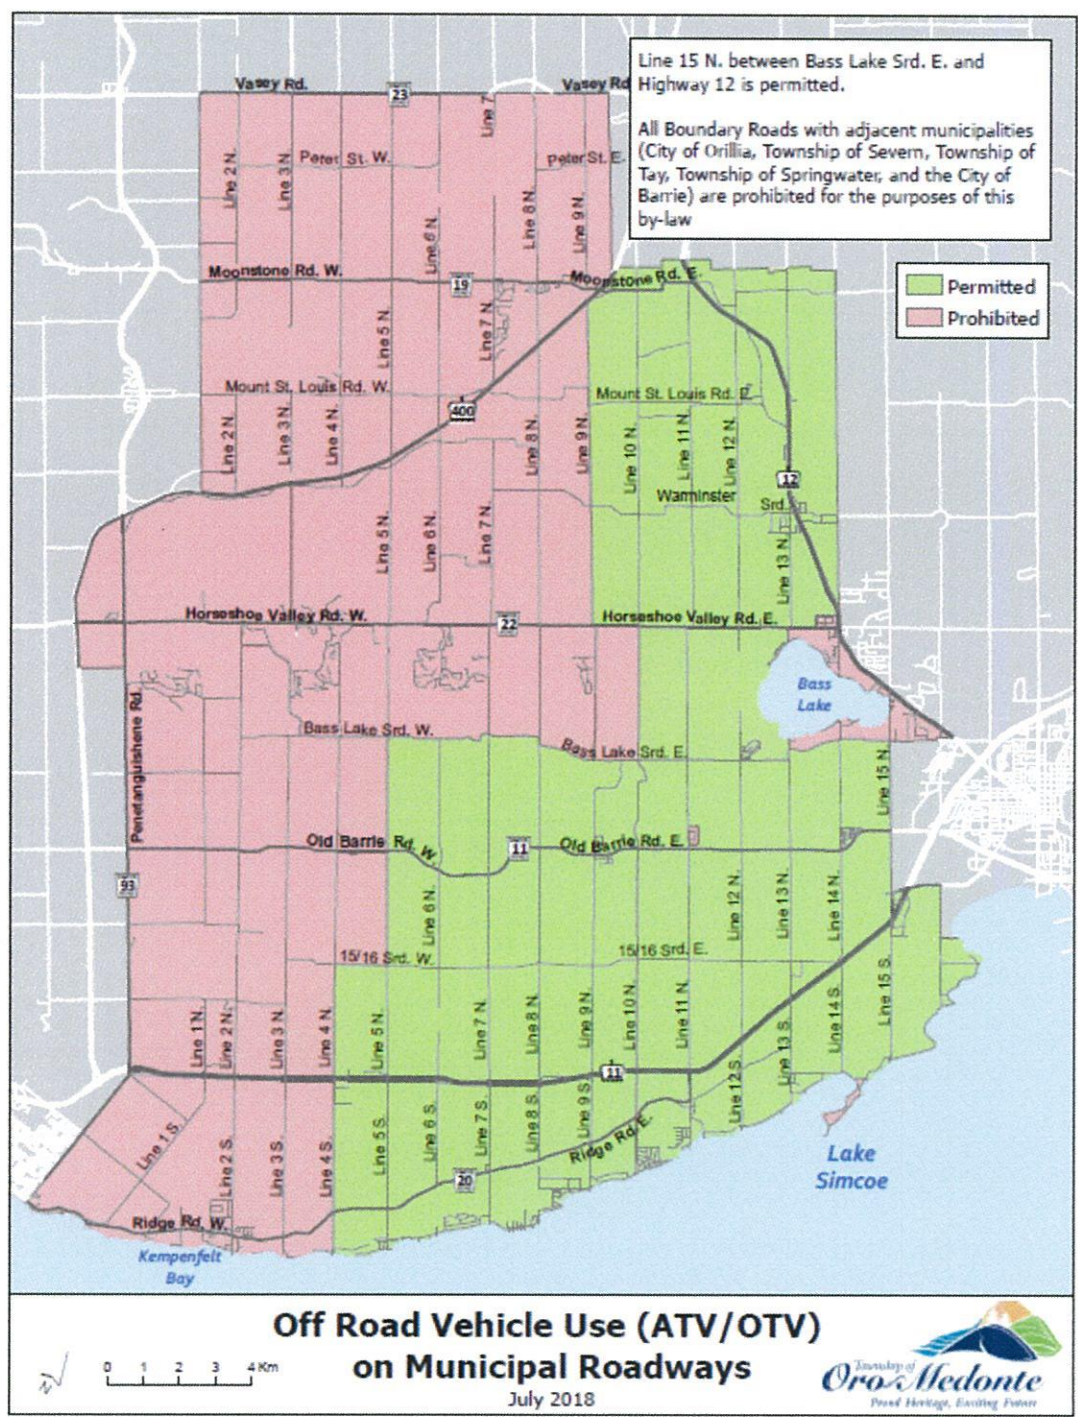 Line 15 N. between Bass Lake Srd. E. and
Highway 12 is permitted.
All Boundary Roads with adjacent municipalities
(City of Orillia, Township of Severn, Township of
Tay, Township of Springwater, and the City of
Barrie) are prohibited for the purposes of this
by-law
Permitted
Prohibited
Vasey Rd.
23
Vasey Rd
Line 7
Peter St. W.
Peter St. E.
Line 2 N.
Line 3 N
Line 6 N.
Line 8 N.
Line 9 N.
Moonstone Rd. W.
19
Moonstone Rd. E.
Line 5 N.
Line 7 N.
Mount St. Louis Rd. W.
400
Mount St. Louis Rd. E.
Line 2 N.
Line 3 N.
Line 4 N.
Line 8 N.
Line 9 N.
Line 10 N.
Line 11 N.
Line 12 N.
12
Warminster Srd.
Line 5 N.
Line 6 N.
Line 7 N.
Line 13 N.
Horseshoe Valley Rd. W.
22
Horseshoe Valley Rd. E.
Bass
Lake
Penetanguishene Rd.
Bass Lake Srd. W.
Bass Lake Srd. E.
Line 15 N.
Old Barrie Rd. W.
11
Old Barrie Rd. E.
93
Line 6 N.
Line 12 N.
Line 13 N.
Line 14 N.
15/16 Srd. W.
15/16 Srd. E.
Line 1 N.
Line 2 N.
Line 3 N.
Line 4 N.
Line 5 N.
Line 7 N.
Line 8 N.
Line 9 N.
Line 10 N.
Line 11 N.
Line 14 S.
Line 15 S.
11
Line 13 S.
Line 12 S.
Line 1 S.
Line 2 S.
Line 3 S.
Line 4 S.
Line 5 S.
Line 6 S.
Line 7 S.
Line 8 S.
Line 9 S.
Ridge Rd. E.
20
Ridge Rd. W.
Lake
Simcoe
Kempenfelt
Bay
Off Road Vehicle Use (ATV/OTV)
on Municipal Roadways
July 2018
N
0 1 2 3 4 Km
Township of
Oro-Medonte
Proud Heritage, Exciting Future